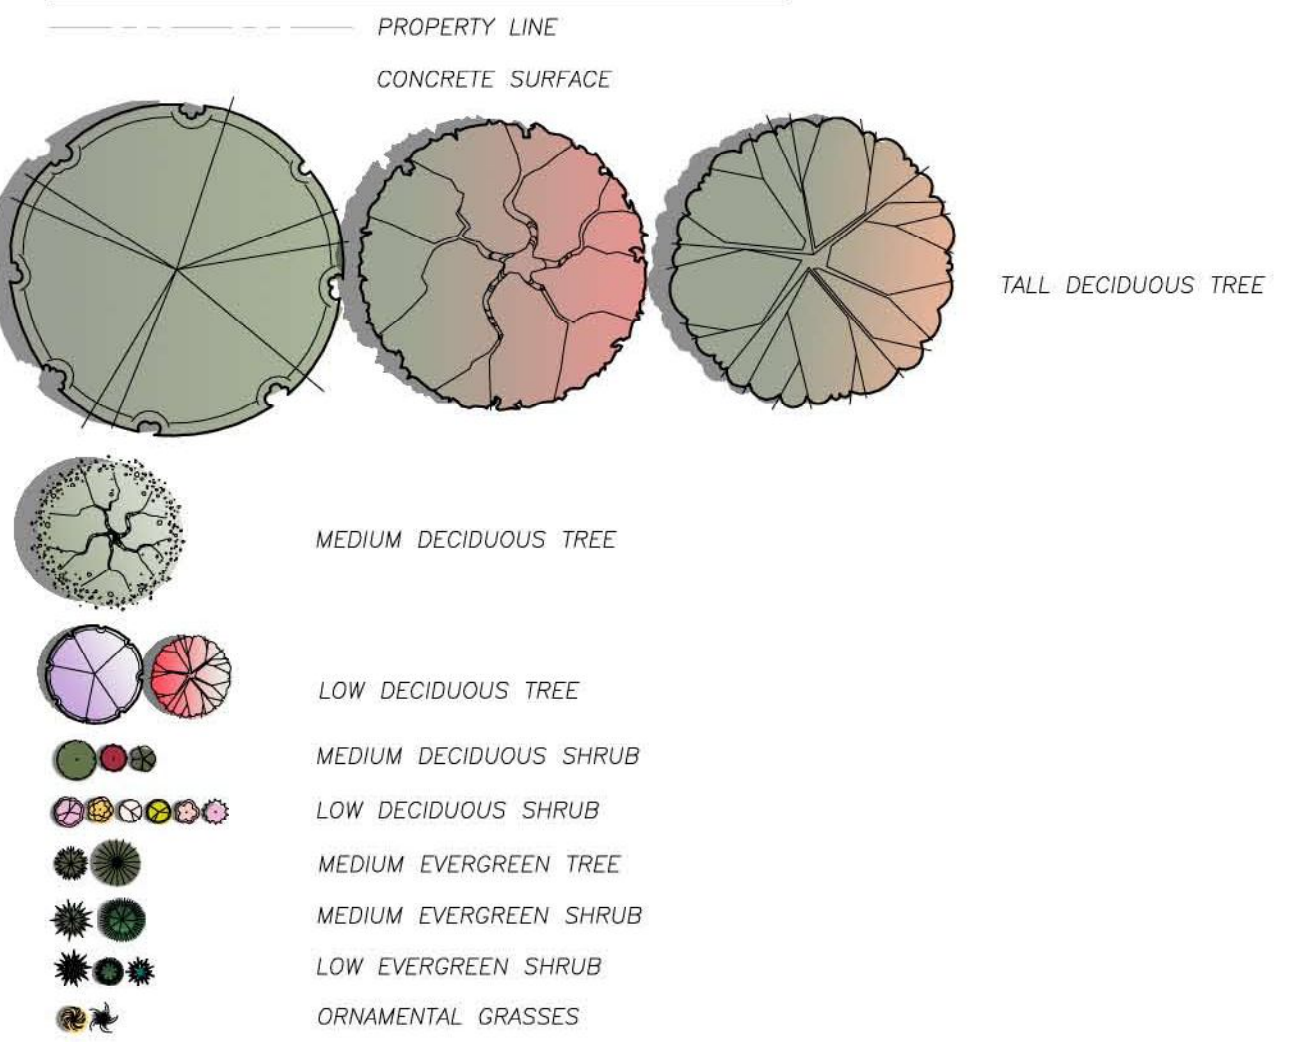 PROPERTY LINE
CONCRETE SURFACE
TALL DECIDUOUS TREE
MEDIUM DECIDUOUS TREE
LOW DECIDUOUS TREE
MEDIUM DECIDUOUS SHRUB
LOW DECIDUOUS SHRUB
MEDIUM EVERGREEN TREE
MEDIUM EVERGREEN SHRUB
LOW EVERGREEN SHRUB
ORNAMENTAL GRASSES